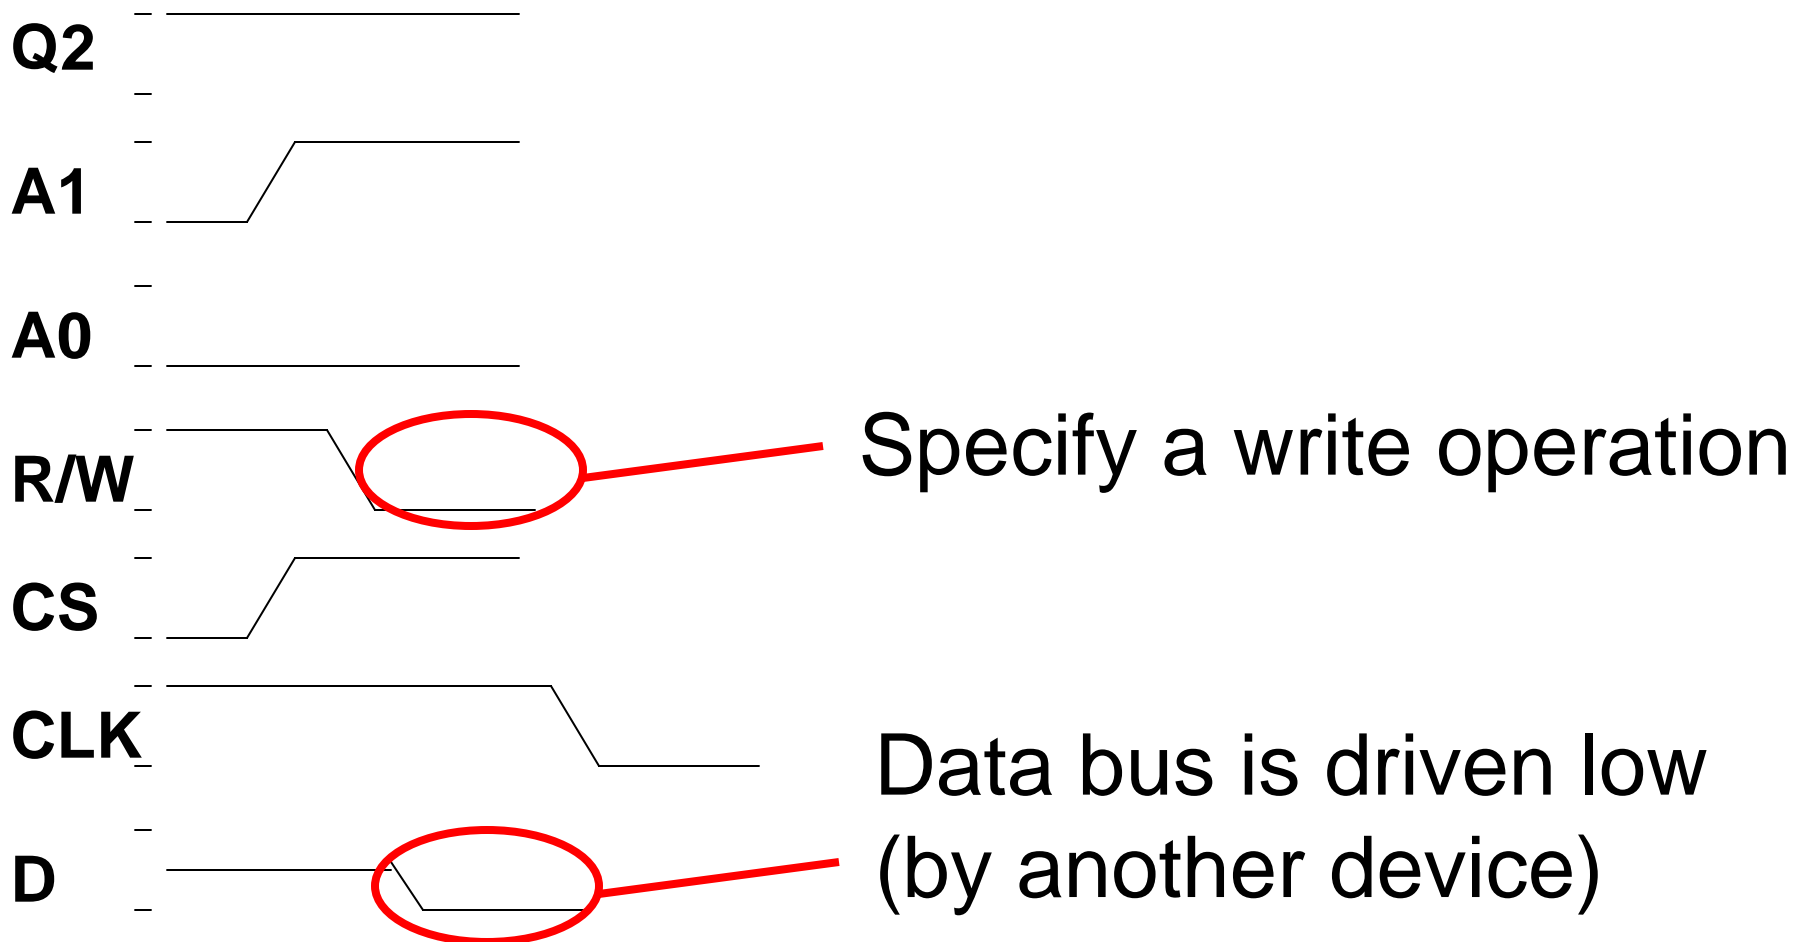 Q2
A1
A0
R/W
Specify a write operation
CS
CLK
Data bus is driven low
(by another device)
D